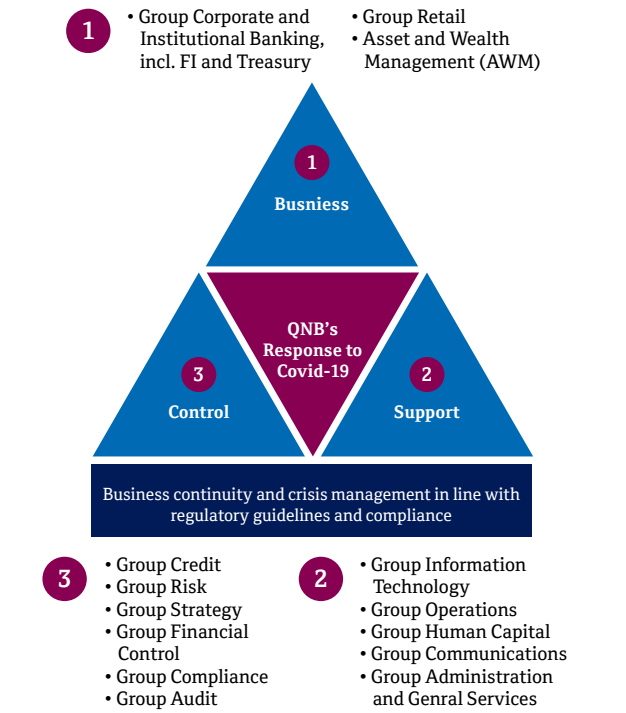 1
• Group Corporate and
Institutional Banking,
incl. FI and Treasury
• Group Retail
• Asset and Wealth
Management (AWM)
1
Busniess
QNB’s
Response to
Covid-19
3
Control
2
Support
Business continuity and crisis management in line with
regulatory guidelines and compliance
3
• Group Credit
• Group Risk
• Group Strategy
• Group Financial
Control
• Group Compliance
• Group Audit
2
• Group Information
Technology
• Group Operations
• Group Human Capital
• Group Communications
• Group Administration
and Genral Services